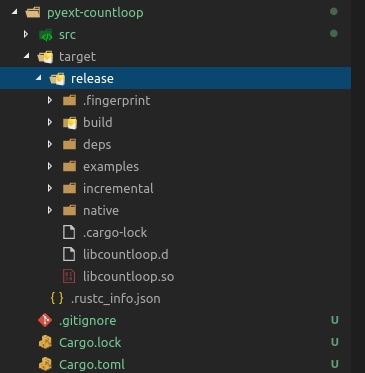 pyext-countloop
src
target
release
.fingerprint
build
deps
examples
incremental
native
.cargo-lock
libcountloop.d
libcountloop.so
{ } .rustc_info.json
.gitignore U
Cargo.lock U
Cargo.toml U